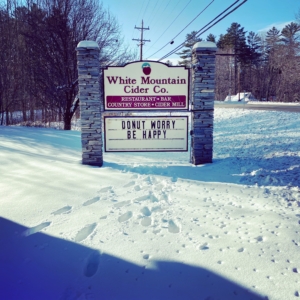 White Mountain
Cider Co.
RESTAURANT • BAR
COUNTRY STORE • CIDER MILL
DONUT WORRY
BE HAPPY